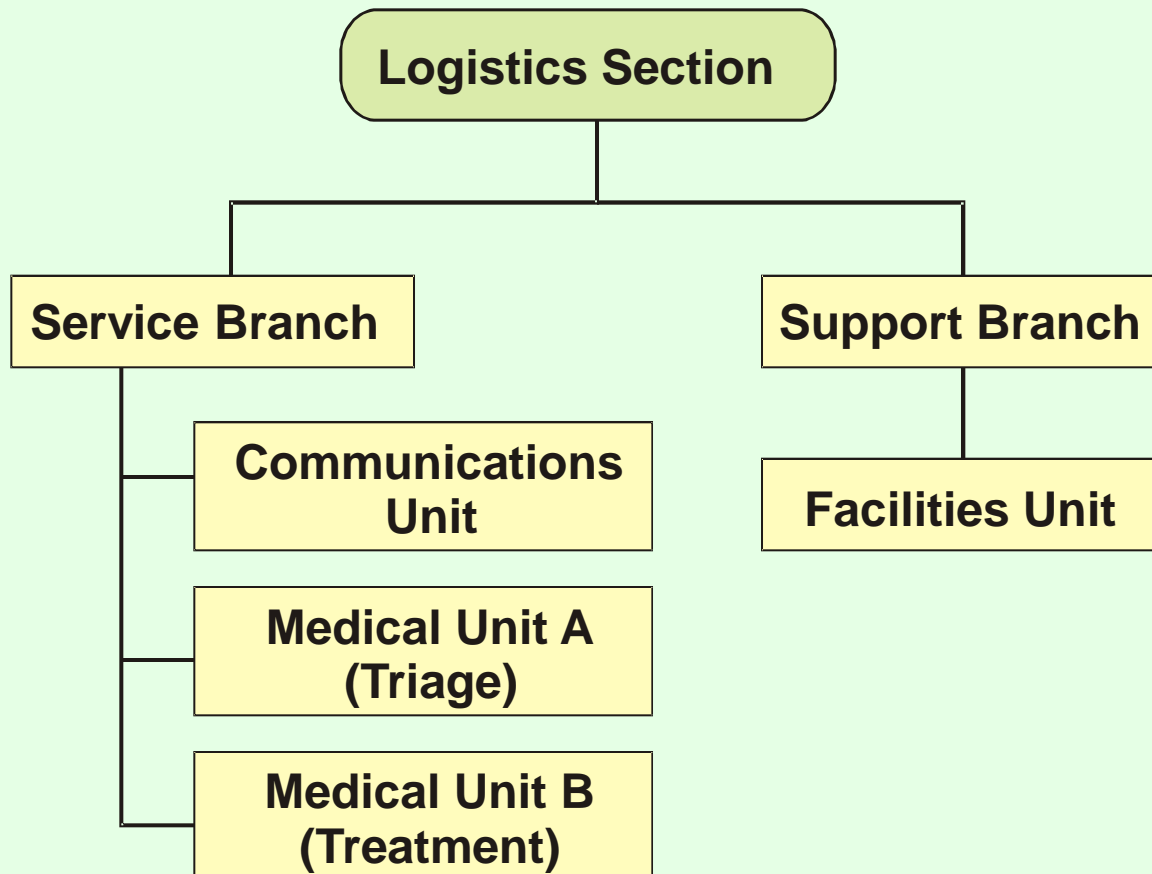 Logistics Section
Service Branch
Support Branch
Communications
Unit
Facilities Unit
Medical Unit A
(Triage)
Medical Unit B
(Treatment)